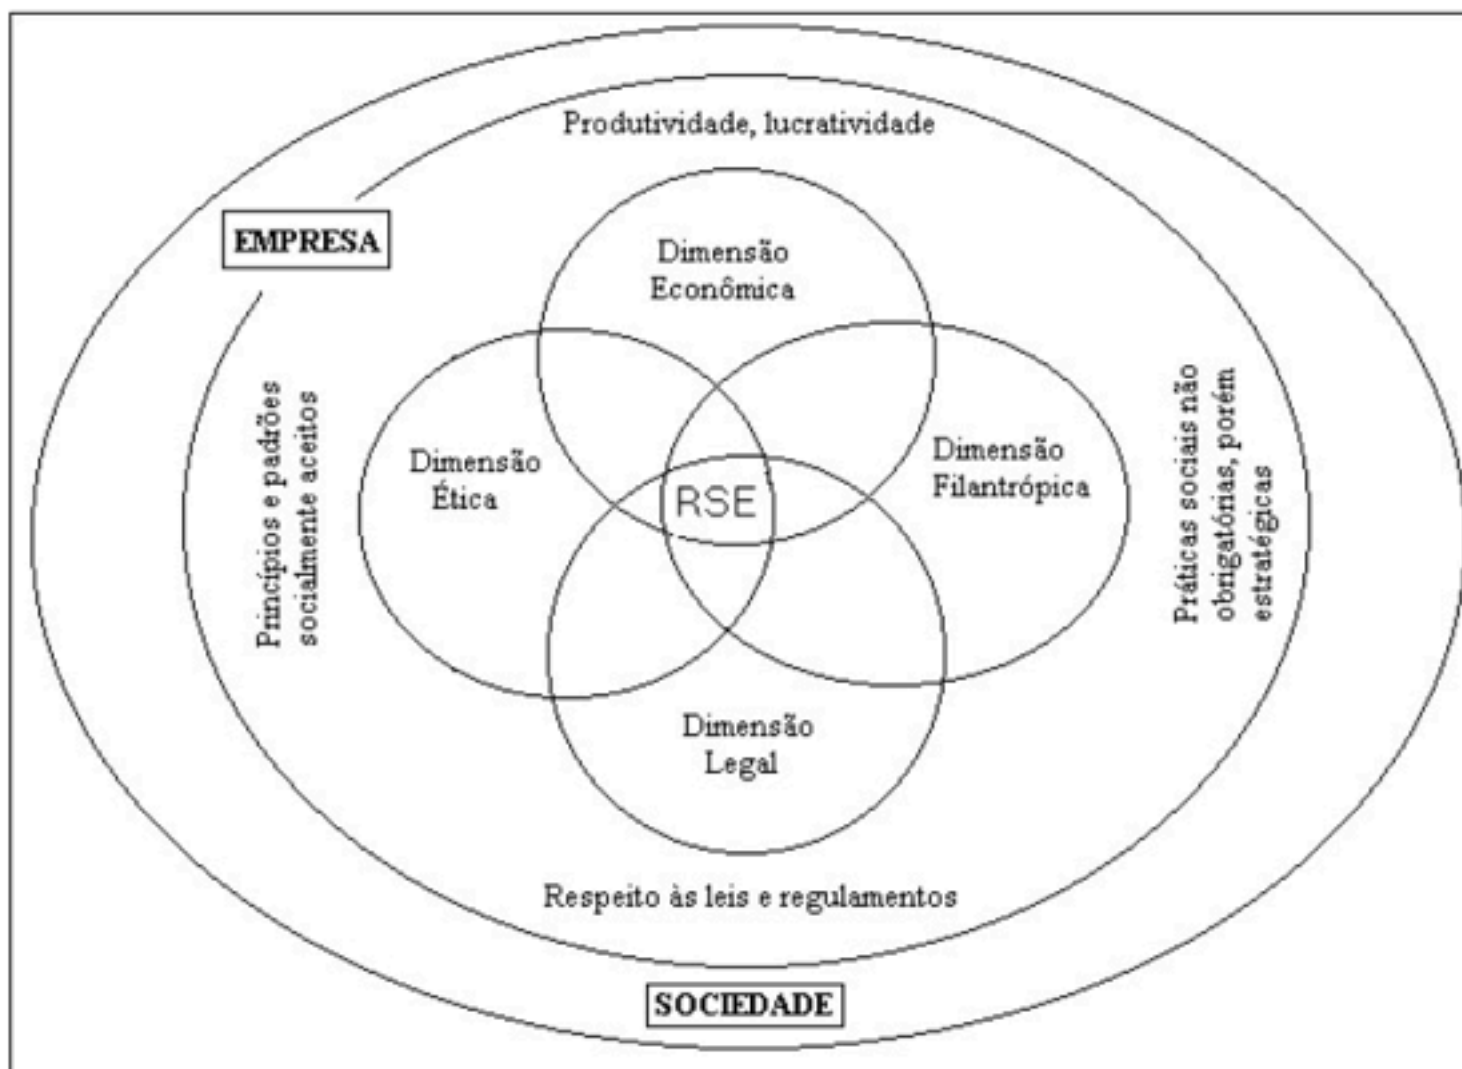 Produtividade, lucratividade
EMPRESA
Dimensão
Econômica
Princípios e padrões
socialmente aceitos
Dimensão
Ética
RSE
Dimensão
Filantrópica
Práticas sociais não
obrigatórias, porém
estratégicas
Dimensão
Legal
Respeito às leis e regulamentos
SOCIEDADE